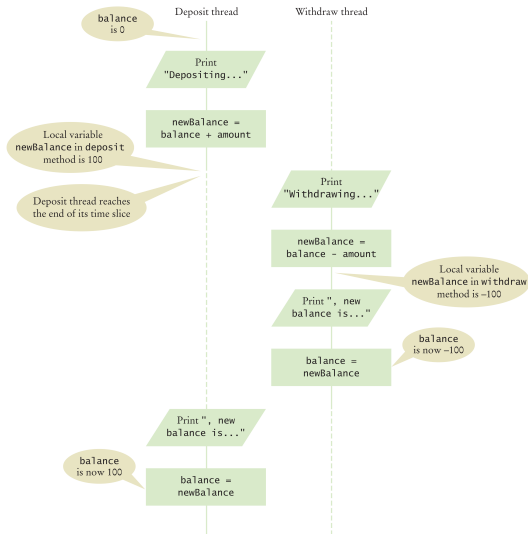 Deposit thread
Withdraw thread
balance
is 0
Print
"Depositing..."
newBalance =
balance + amount
Local variable
newBalance in deposit
method is 100
Deposit thread reaches
the end of its time slice
Print
"Withdrawing..."
newBalance =
balance – amount
Local variable
newBalance in withdraw
method is –100
Print ", new
balance is..."
balance
is now –100
balance =
newBalance
Print ", new
balance is..."
balance
is now 100
balance =
newBalance